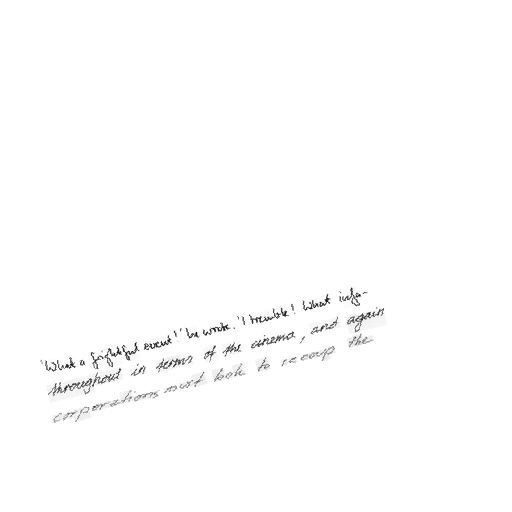 'What a frightful event!' he wrote. 'I tremble! What infa-
throughout in terms of the cinema, and again
corporations must look to recoup the